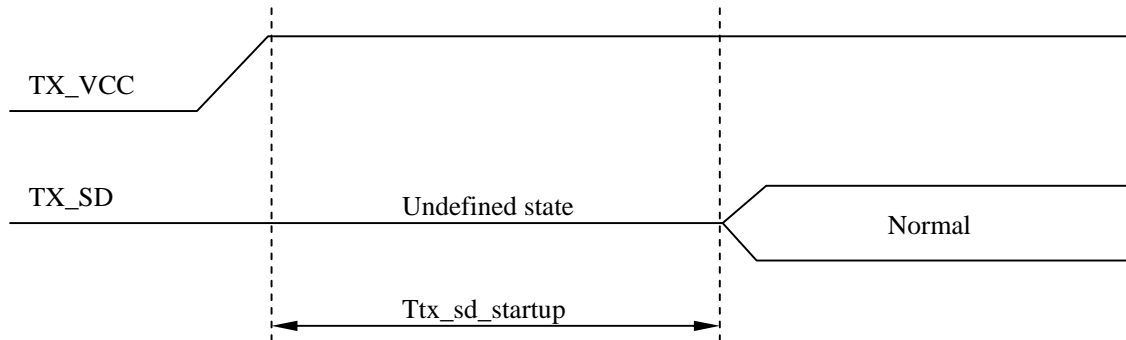 TX_VCC
TX_SD
Undefined state
Normal
Ttx_sd_startup